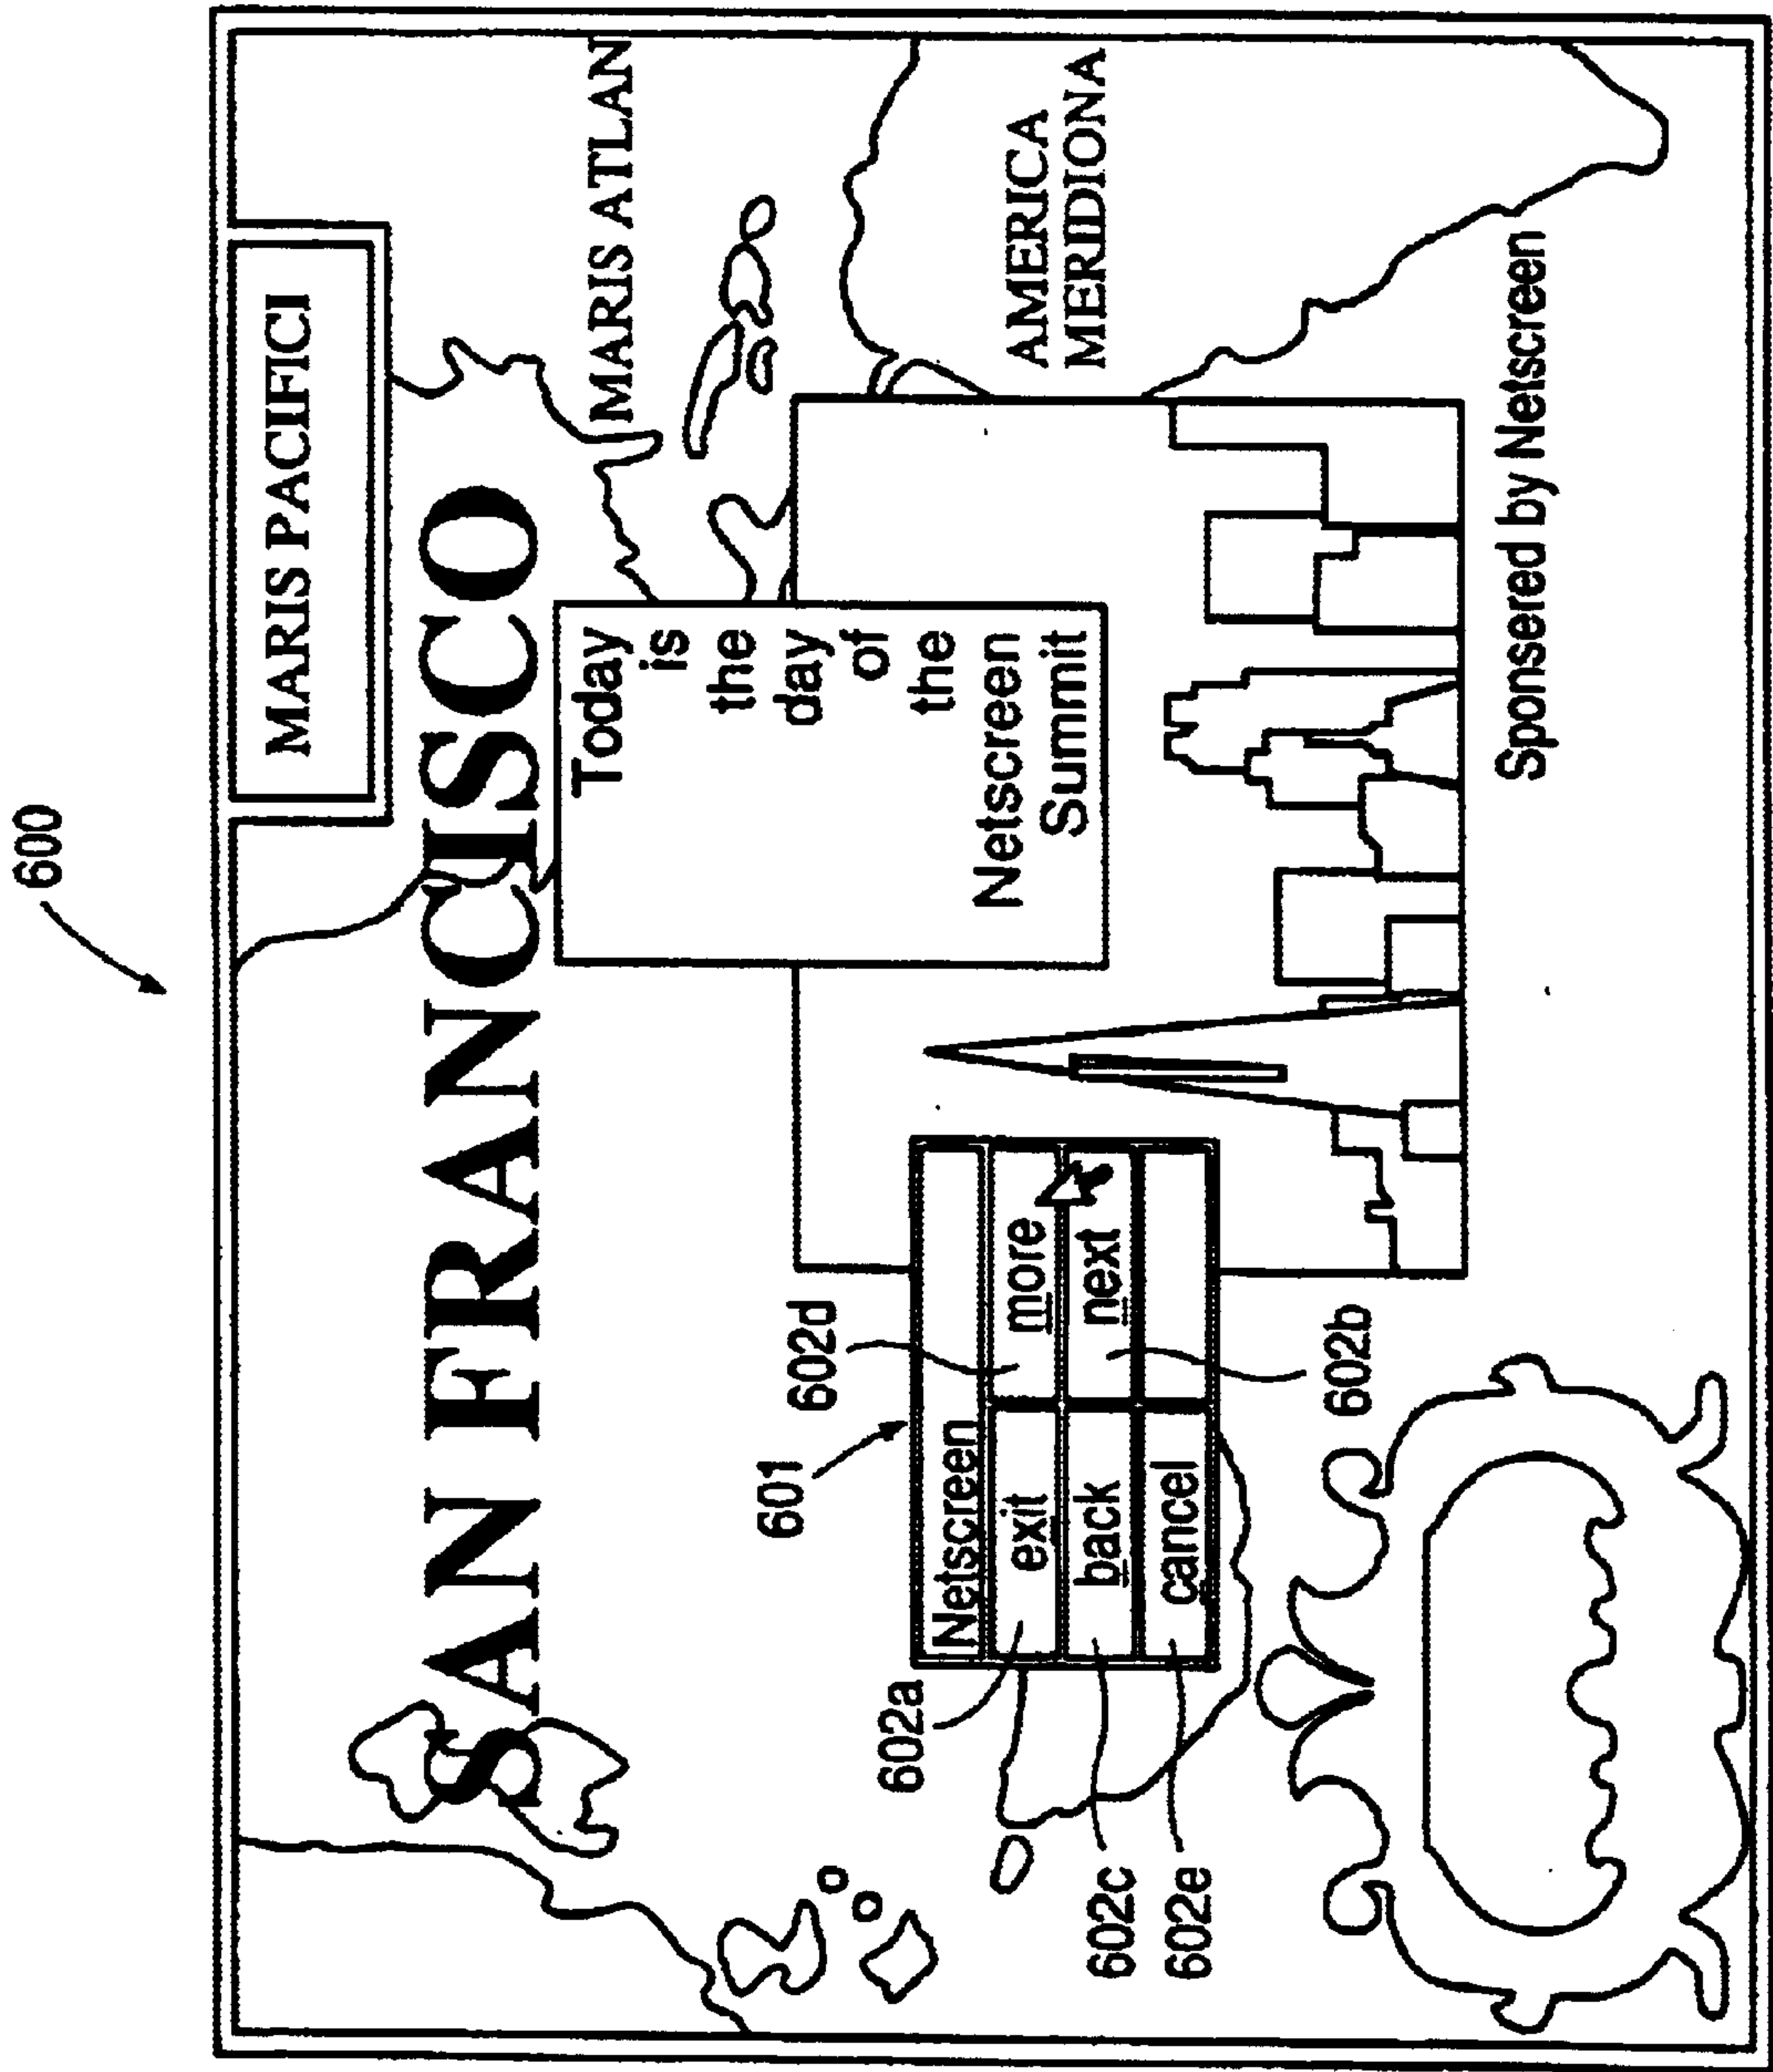 600
MARIS PACIFICI
SAN FRANCISCO
MARIS ATLAN
Today
is
the
day
of
the
Netscreen
Summit
AMERICA
MERIDIONA
601
602d
Netscreen
602a
exit
more
back
next
cancel
602c
602e
602b
Sponsered by Netscreen